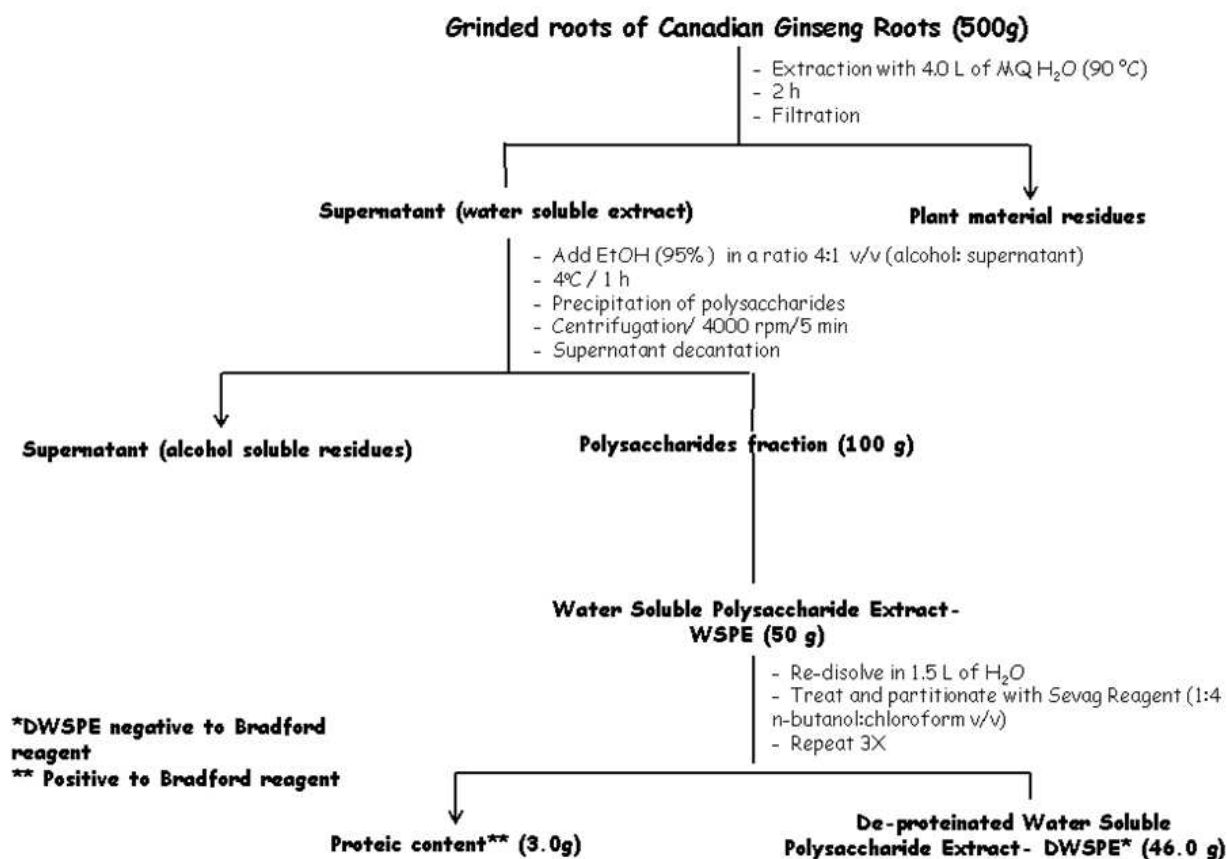 Grinded roots of Canadian Ginseng Roots (500g)
- Extraction with 4.0 L of MQ H₂O (90 °C)
- 2 h
- Filtration
Supernatant (water soluble extract)
Plant material residues
- Add EtOH (95%) in a ratio 4:1 v/v (alcohol: supernatant)
- 4ºC / 1 h
- Precipitation of polysaccharides
- Centrifugation/ 4000 rpm/5 min
- Supernatant decantation
Supernatant (alcohol soluble residues)
Polysaccharides fraction (100 g)
Water Soluble Polysaccharide Extract-
WSPE (50 g)
- Re-disolve in 1.5 L of H₂O
- Treat and partitionate with Sevag Reagent (1:4
n-butanol:chloroform v/v)
- Repeat 3X
*DWSPE negative to Bradford
reagent
** Positive to Bradford reagent
Proteic content** (3.0g)
De-proteinated Water Soluble
Polysaccharide Extract- DWSPE* (46.0 g)